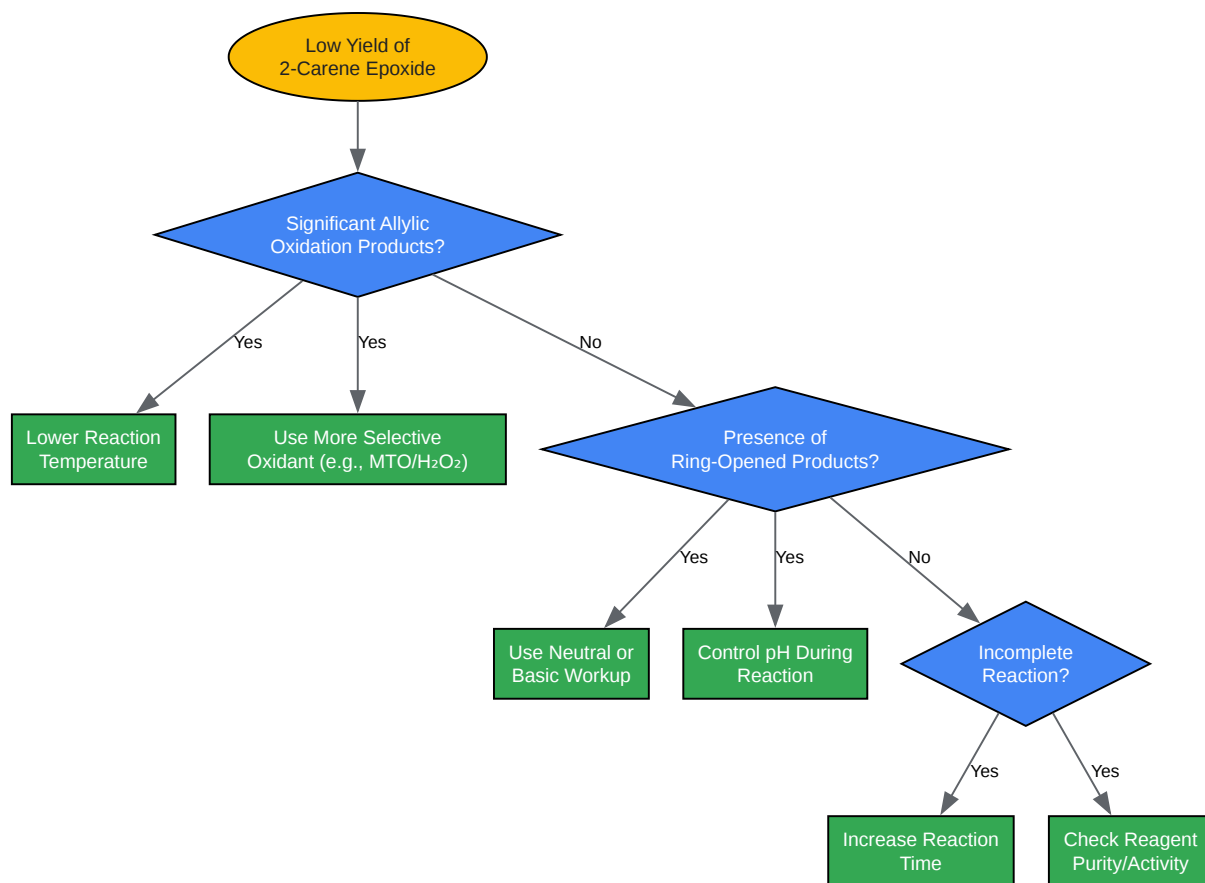 Low Yield of
2-Carene Epoxide
Significant Allylic
Oxidation Products?
Yes
Yes
No
Lower Reaction
Temperature
Use More Selective
Oxidant (e.g., MTO/H₂O₂)
Presence of
Ring-Opened Products?
Yes
Yes
No
Use Neutral or
Basic Workup
Control pH During
Reaction
Incomplete
Reaction?
Yes
Yes
Increase Reaction
Time
Check Reagent
Purity/Activity